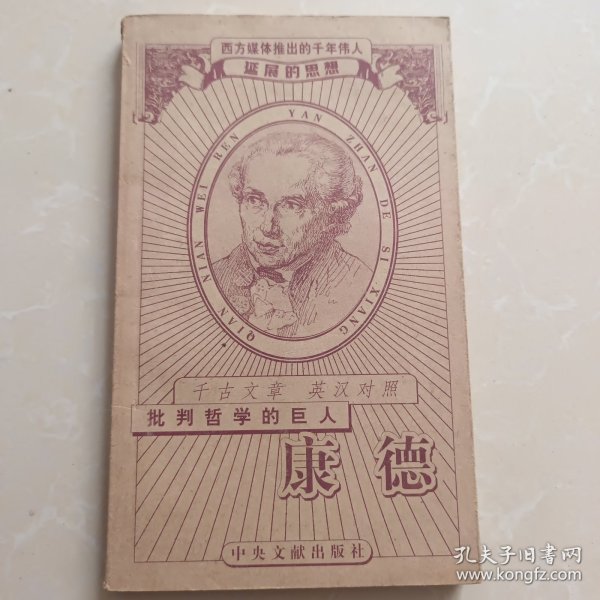 西方媒体推出的千年伟人
延展的思想
QIAN NIAN WEI REN YAN ZHAN DE SI XIANG
千古文章 英汉对照
批判哲学的巨人
康德
中央文献出版社
孔夫子旧书网
www.kongfz.com